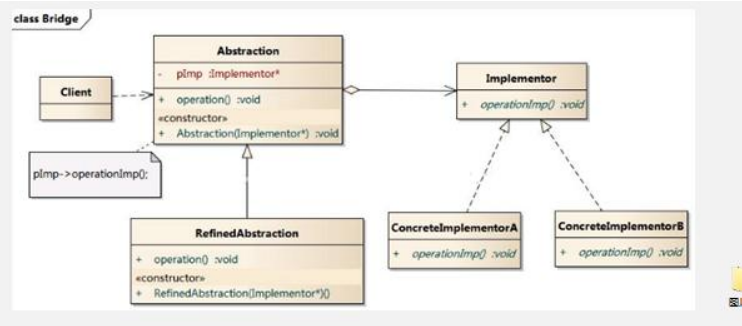 class Bridge
Abstraction
- pImp :Implementor*
+ operation() :void
«constructor»
+ Abstraction(Implementor*) :void
Client
Implementor
+ operationImp() :void
pImp->operationImp();
RefinedAbstraction
+ operation() :void
«constructor»
+ RefinedAbstraction(Implementor*)()
ConcreteImplementorA
+ operationImp() :void
ConcreteImplementorB
+ operationImp() :void